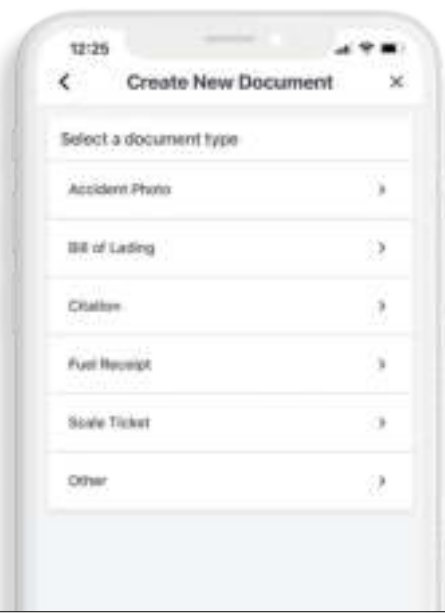 12:25
Create New Document
Select a document type
Accident Photo
Bill of Lading
Citation
Fuel Receipt
Scale Ticket
Other